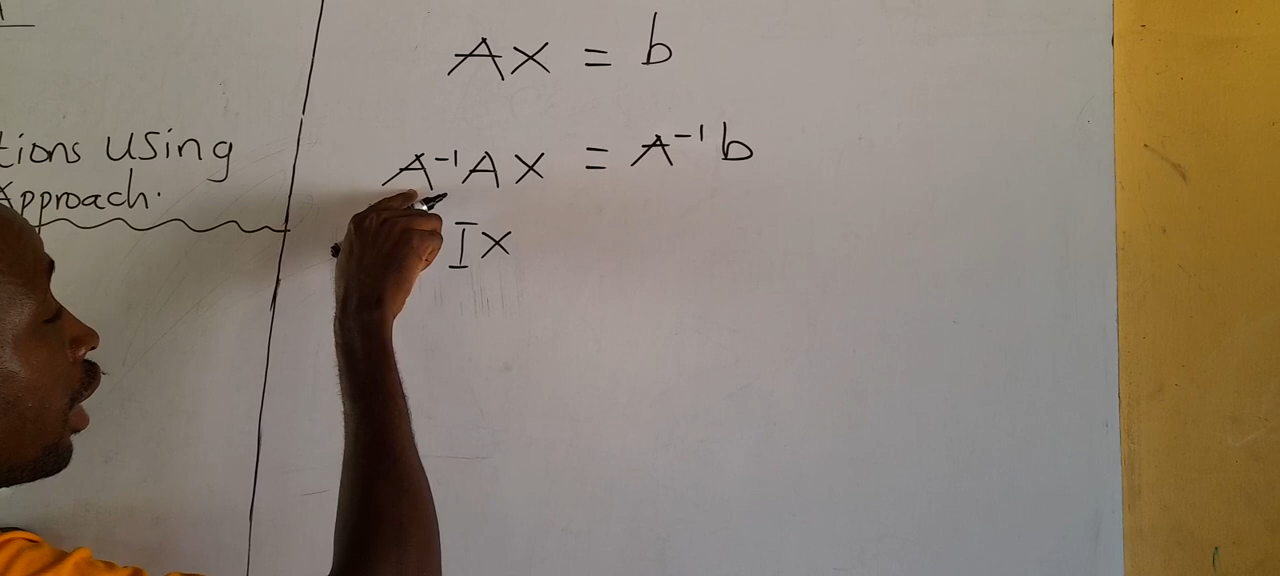 tions using
Approach.
Ax = b
A⁻¹Ax = A⁻¹b
Ix